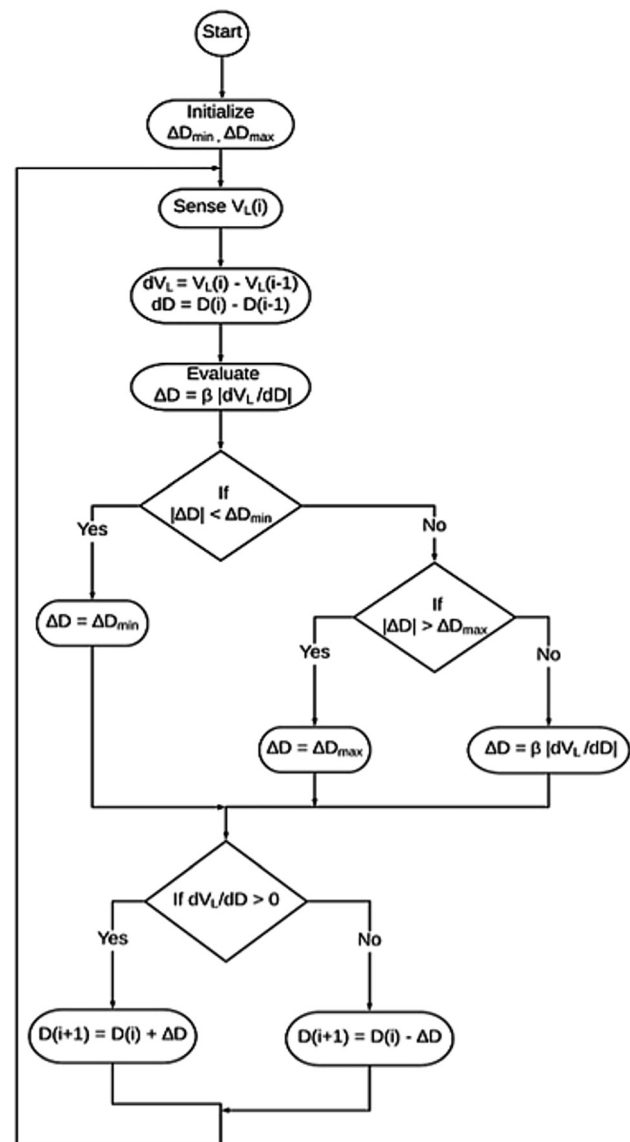 Start
Initialize
ΔDmin , ΔDmax
Sense VL(i)
dVL = VL(i) - VL(i-1)
dD = D(i) - D(i-1)
Evaluate
ΔD = β |dVL /dD|
If
|ΔD| < ΔDmin
Yes
No
ΔD = ΔDmin
If
|ΔD| > ΔDmax
Yes
No
ΔD = ΔDmax
ΔD = β |dVL /dD|
If dVL/dD > 0
Yes
No
D(i+1) = D(i) + ΔD
D(i+1) = D(i) - ΔD